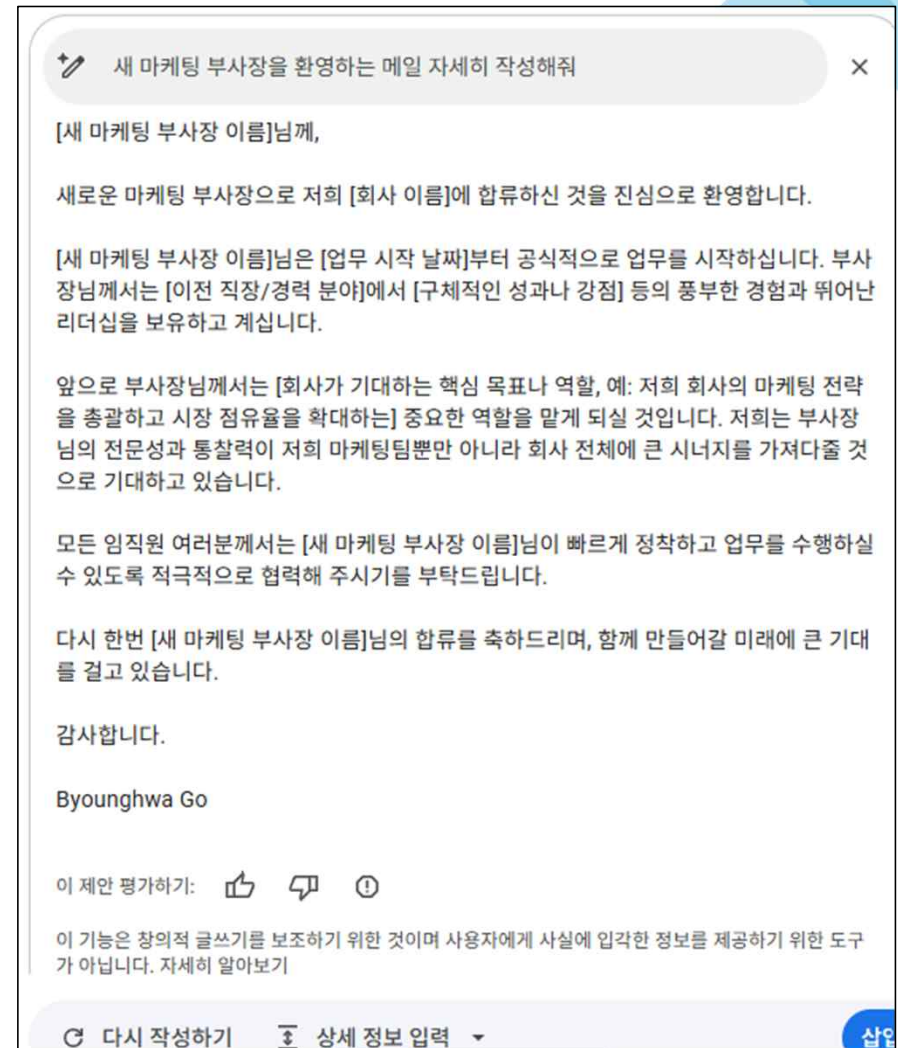 새 마케팅 부사장을 환영하는 메일 자세히 작성해줘
[새 마케팅 부사장 이름]님께,
새로운 마케팅 부사장으로 저희 [회사 이름]에 합류하신 것을 진심으로 환영합니다.
[새 마케팅 부사장 이름]님은 [업무 시작 날짜]부터 공식적으로 업무를 시작하십니다. 부사
장님께서는 [이전 직장/경력 분야]에서 [구체적인 성과나 강점] 등의 풍부한 경험과 뛰어난
리더십을 보유하고 계십니다.
앞으로 부사장님께서는 [회사가 기대하는 핵심 목표나 역할, 예: 저희 회사의 마케팅 전략
을 총괄하고 시장 점유율을 확대하는] 중요한 역할을 맡게 되실 것입니다. 저희는 부사장
님의 전문성과 통찰력이 저희 마케팅팀뿐만 아니라 회사 전체에 큰 시너지를 가져다줄 것
으로 기대하고 있습니다.
모든 임직원 여러분께서는 [새 마케팅 부사장 이름]님이 빠르게 정착하고 업무를 수행하실
수 있도록 적극적으로 협력해 주시기를 부탁드립니다.
다시 한번 [새 마케팅 부사장 이름]님의 합류를 축하드리며, 함께 만들어갈 미래에 큰 기대
를 걸고 있습니다.
감사합니다.
Byounghwa Go
이 제안 평가하기:
이 기능은 창의적 글쓰기를 보조하기 위한 것이며 사용자에게 사실에 입각한 정보를 제공하기 위한 도구
가 아닙니다. 자세히 알아보기
다시 작성하기 상세 정보 입력